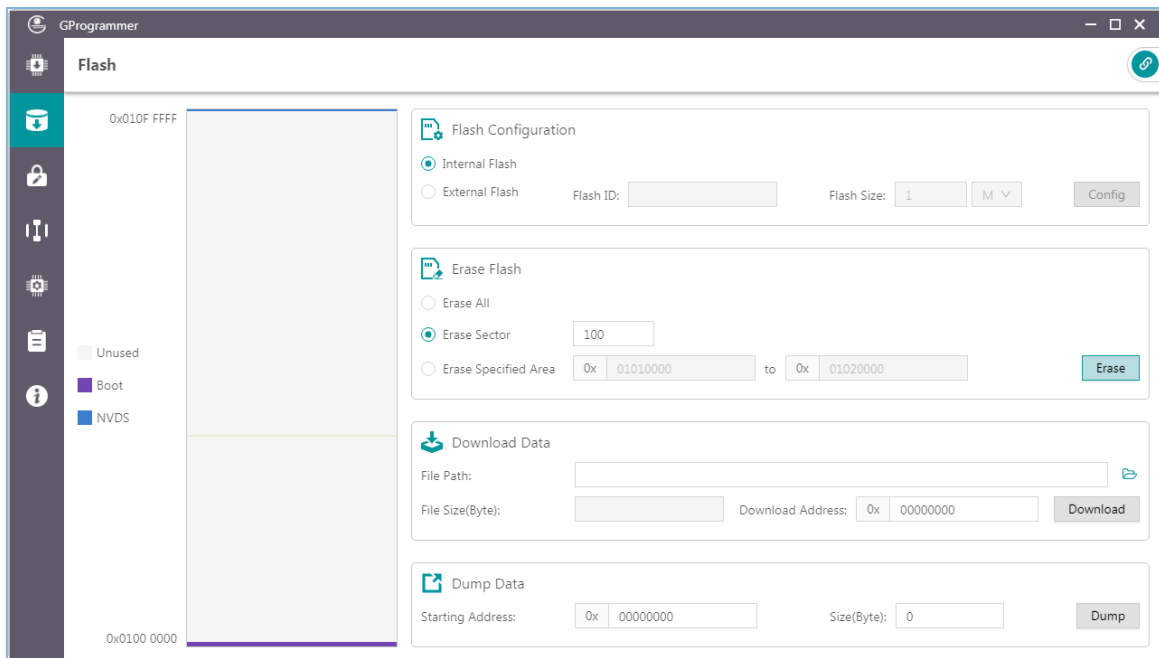 GProgrammer
Flash
0x010F FFFF
Unused
Boot
NVDS
0x0100 0000
Flash Configuration
Internal Flash
External Flash Flash ID: Flash Size: 1 M Config
Erase Flash
Erase All
Erase Sector 100
Erase Specified Area 0x 01010000 to 0x 01020000 Erase
Download Data
File Path:
File Size(Byte): Download Address: 0x 00000000 Download
Dump Data
Starting Address: 0x 00000000 Size(Byte): 0 Dump